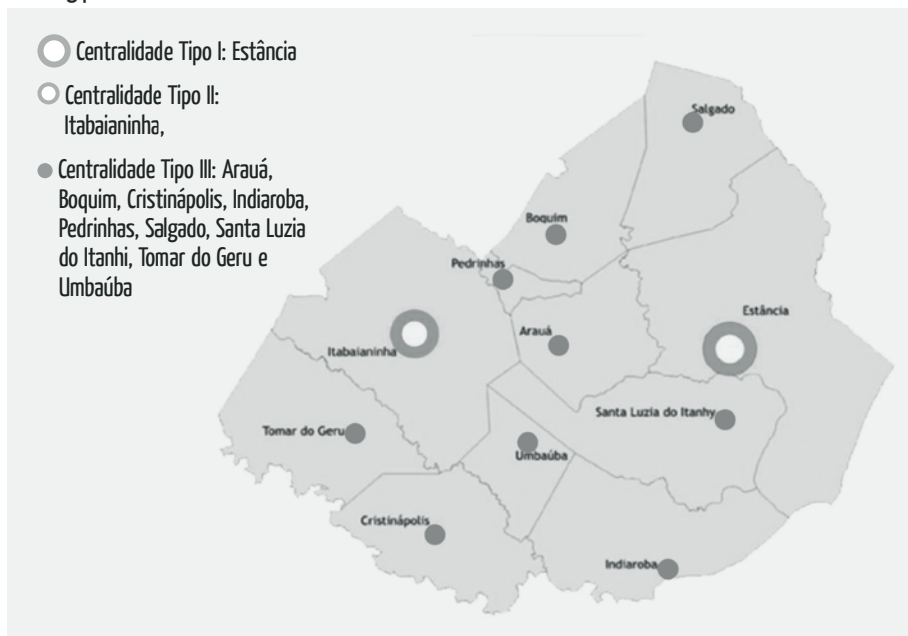 Centralidade Tipo I: Estância
Centralidade Tipo II:
Itabaianinha,
Centralidade Tipo III: Arauá,
Boquim, Cristinápolis, Indiaroba,
Pedrinhas, Salgado, Santa Luzia
do Itanhi, Tomar do Geru e
Umbaúba
Salgado
Boquim
Pedrinhas
Estância
Arauá
Itabaianinha
Santa Luzia do Itanhy
Tomar do Geru
Umbaúba
Cristinápolis
Indiaroba